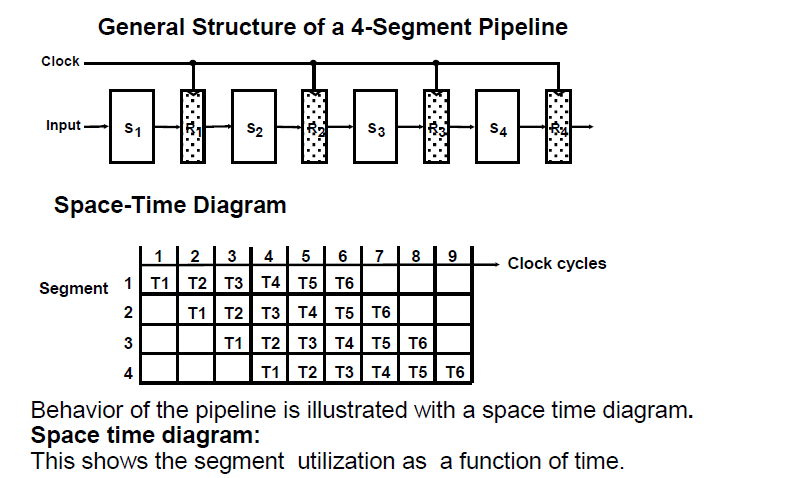 General Structure of a 4-Segment Pipeline
Clock
Input S1 R1 S2 R2 S3 R3 S4 R4
Space-Time Diagram
1 2 3 4 5 6 7 8 9 Clock cycles
Segment 1 T1 T2 T3 T4 T5 T6
2 T1 T2 T3 T4 T5 T6
3 T1 T2 T3 T4 T5 T6
4 T1 T2 T3 T4 T5 T6
Behavior of the pipeline is illustrated with a space time diagram.
Space time diagram:
This shows the segment utilization as a function of time.